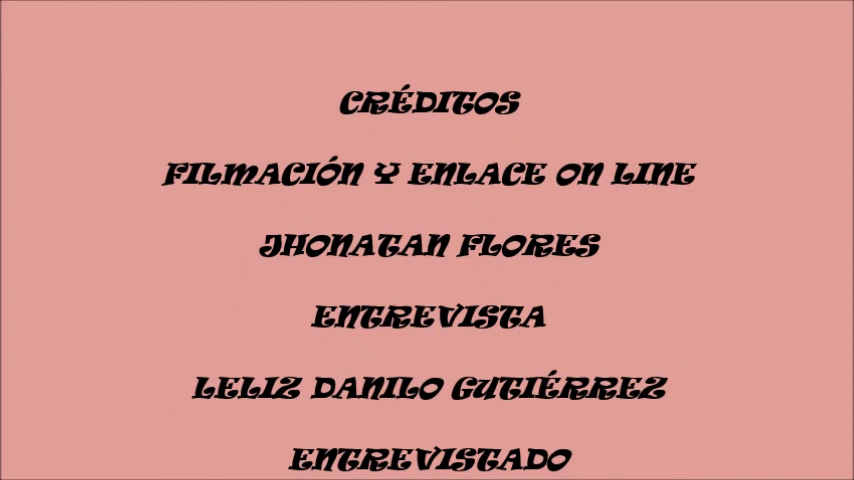 CRÉDITOS
FILMACIÓN Y ENLACE ON LINE
JHONATAN FLORES
ENTREVISTA
LELIZ DANILO GUTIÉRREZ
ENTREVISTADO